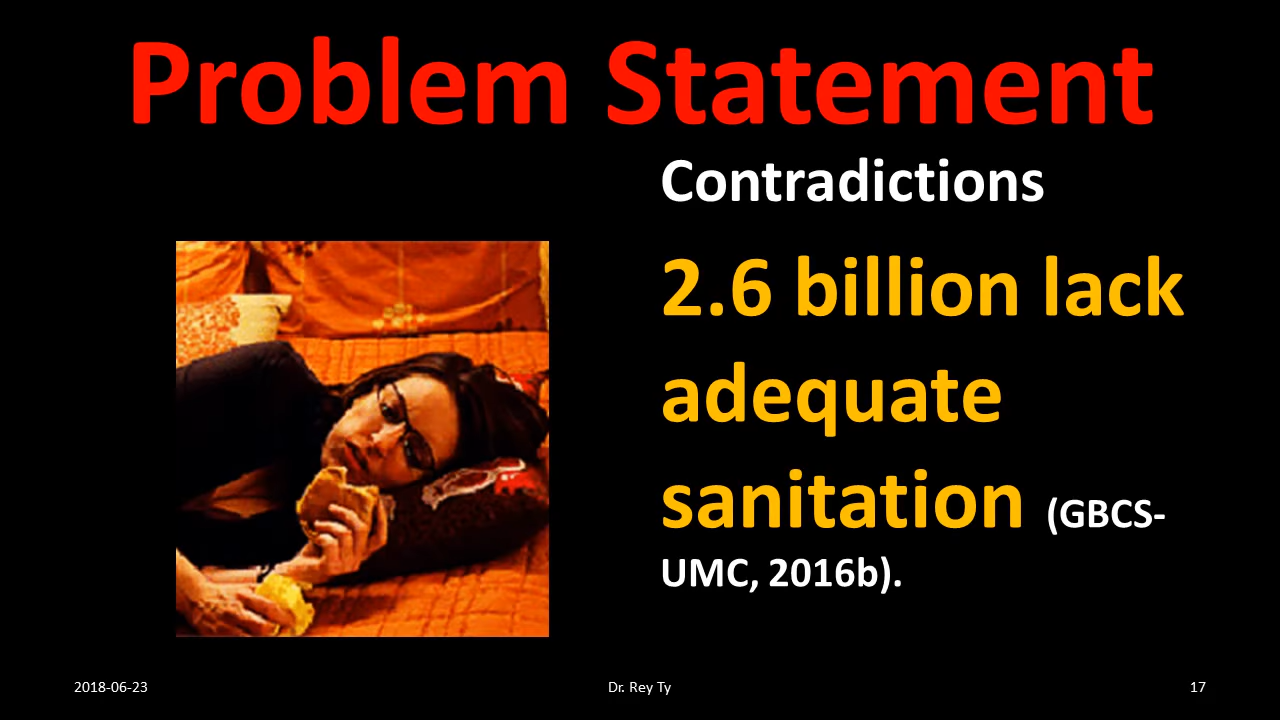 Problem Statement
Contradictions
2.6 billion lack
adequate
sanitation (GBCS-
UMC, 2016b).
2018-06-23
Dr. Rey Ty
17